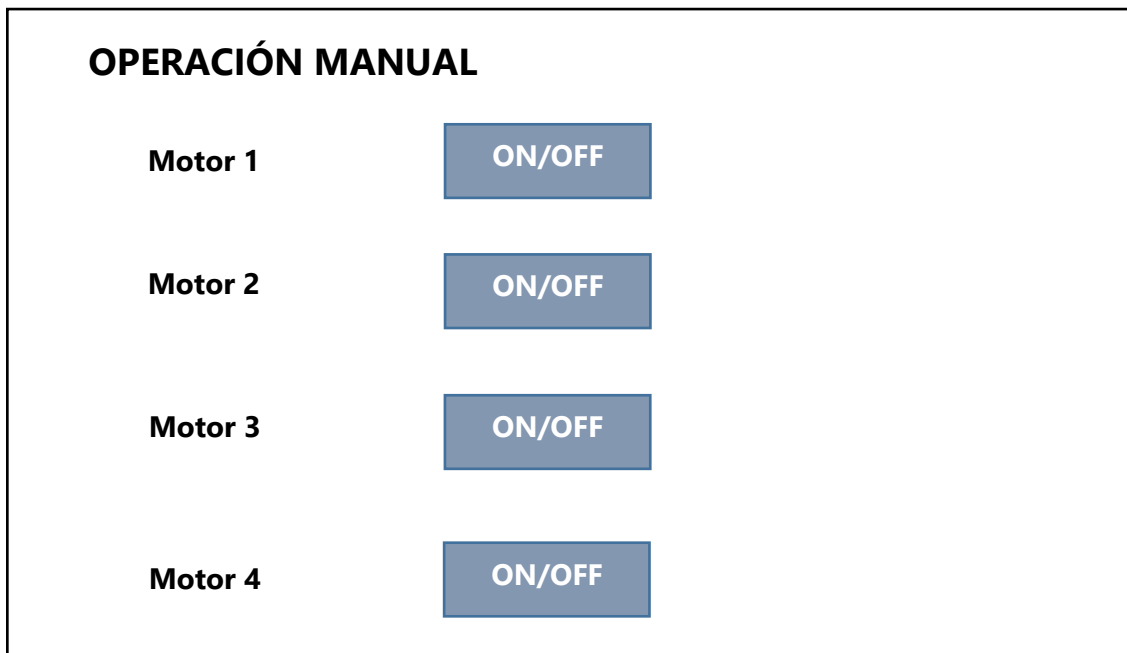 OPERACIÓN MANUAL
Motor 1 ON/OFF
Motor 2 ON/OFF
Motor 3 ON/OFF
Motor 4 ON/OFF